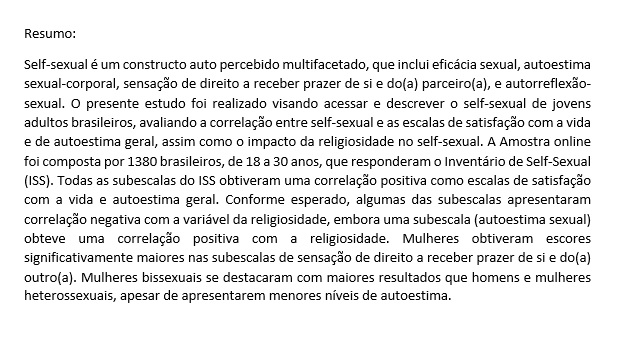 Resumo:
Self-sexual é um constructo auto percebido multifacetado, que inclui eficácia sexual, autoestima
sexual-corporal, sensação de direito a receber prazer de si e do(a) parceiro(a), e autorreflexão-
sexual. O presente estudo foi realizado visando acessar e descrever o self-sexual de jovens
adultos brasileiros, avaliando a correlação entre self-sexual e as escalas de satisfação com a vida
e de autoestima geral, assim como o impacto da religiosidade no self-sexual. A Amostra online
foi composta por 1380 brasileiros, de 18 a 30 anos, que responderam o Inventário de Self-Sexual
(ISS). Todas as subescalas do ISS obtiveram uma correlação positiva como escalas de satisfação
com a vida e autoestima geral. Conforme esperado, algumas das subescalas apresentaram
correlação negativa com a variável da religiosidade, embora uma subescala (autoestima sexual)
obteve uma correlação positiva com a religiosidade. Mulheres obtiveram escores
significativamente maiores nas subescalas de sensação de direito a receber prazer de si e do(a)
outro(a). Mulheres bissexuais se destacaram com maiores resultados que homens e mulheres
heterossexuais, apesar de apresentarem menores níveis de autoestima.